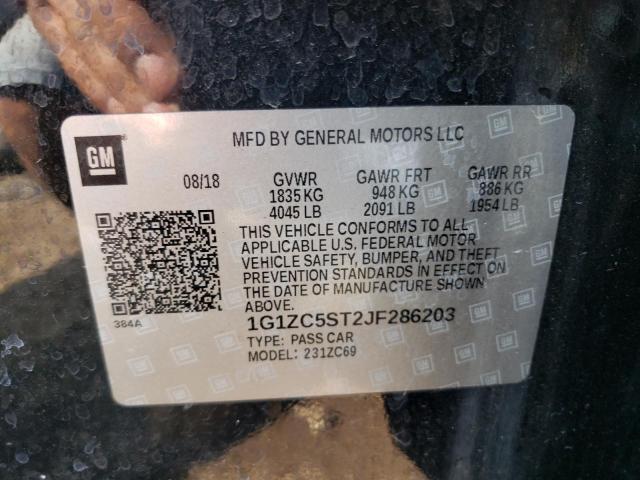 MFD BY GENERAL MOTORS LLC
GM
08/18 GVWR GAWR FRT GAWR RR
1835 KG 948 KG 886 KG
4045 LB 2091 LB 1954 LB
THIS VEHICLE CONFORMS TO ALL
APPLICABLE U.S. FEDERAL MOTOR
VEHICLE SAFETY, BUMPER, AND THEFT
PREVENTION STANDARDS IN EFFECT ON
THE DATE OF MANUFACTURE SHOWN
ABOVE.
384A
1G1ZC5ST2JF286203
TYPE: PASS CAR
MODEL: 231ZC69